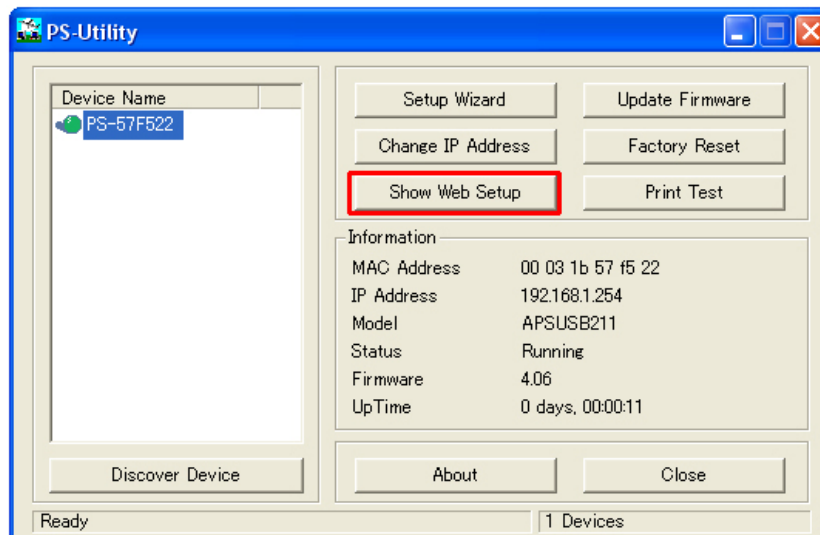 PS-Utility
Device Name
PS-57F522
Discover Device
Setup Wizard
Update Firmware
Change IP Address
Factory Reset
Show Web Setup
Print Test
Information
MAC Address 00 03 1b 57 f5 22
IP Address 192.168.1.254
Model APSUSB211
Status Running
Firmware 4.06
UpTime 0 days, 00:00:11
About
Close
Ready
1 Devices